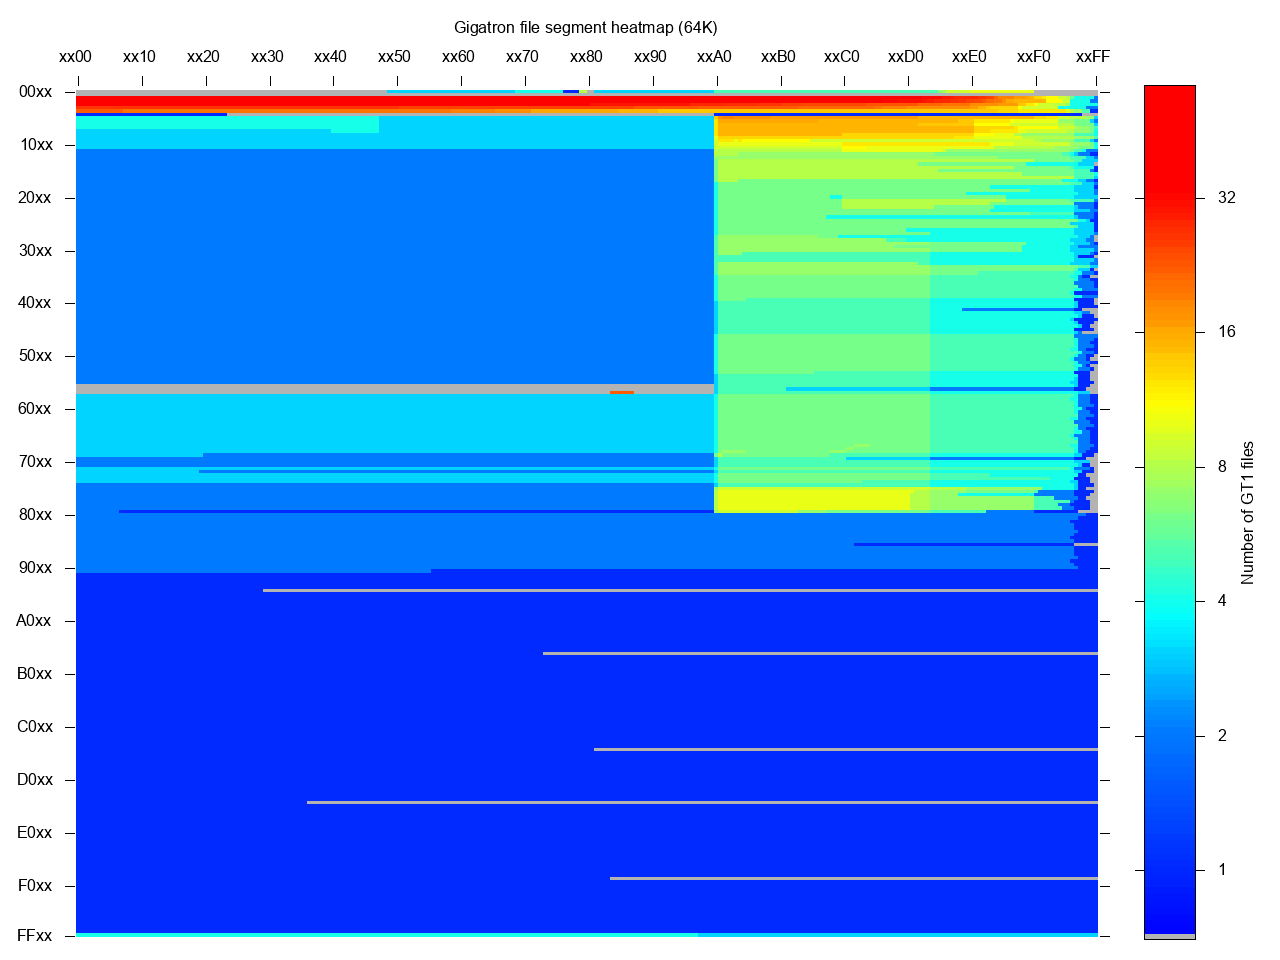 Gigatron file segment heatmap (64K)
xx00 xx10 xx20 xx30 xx40 xx50 xx60 xx70 xx80 xx90 xxA0 xxB0 xxC0 xxD0 xxE0 xxF0 xxFF
00xx
10xx
20xx
30xx
40xx
50xx
60xx
70xx
80xx
90xx
A0xx
B0xx
C0xx
D0xx
E0xx
F0xx
FFxx
32
16
8
4
2
1
Number of GT1 files